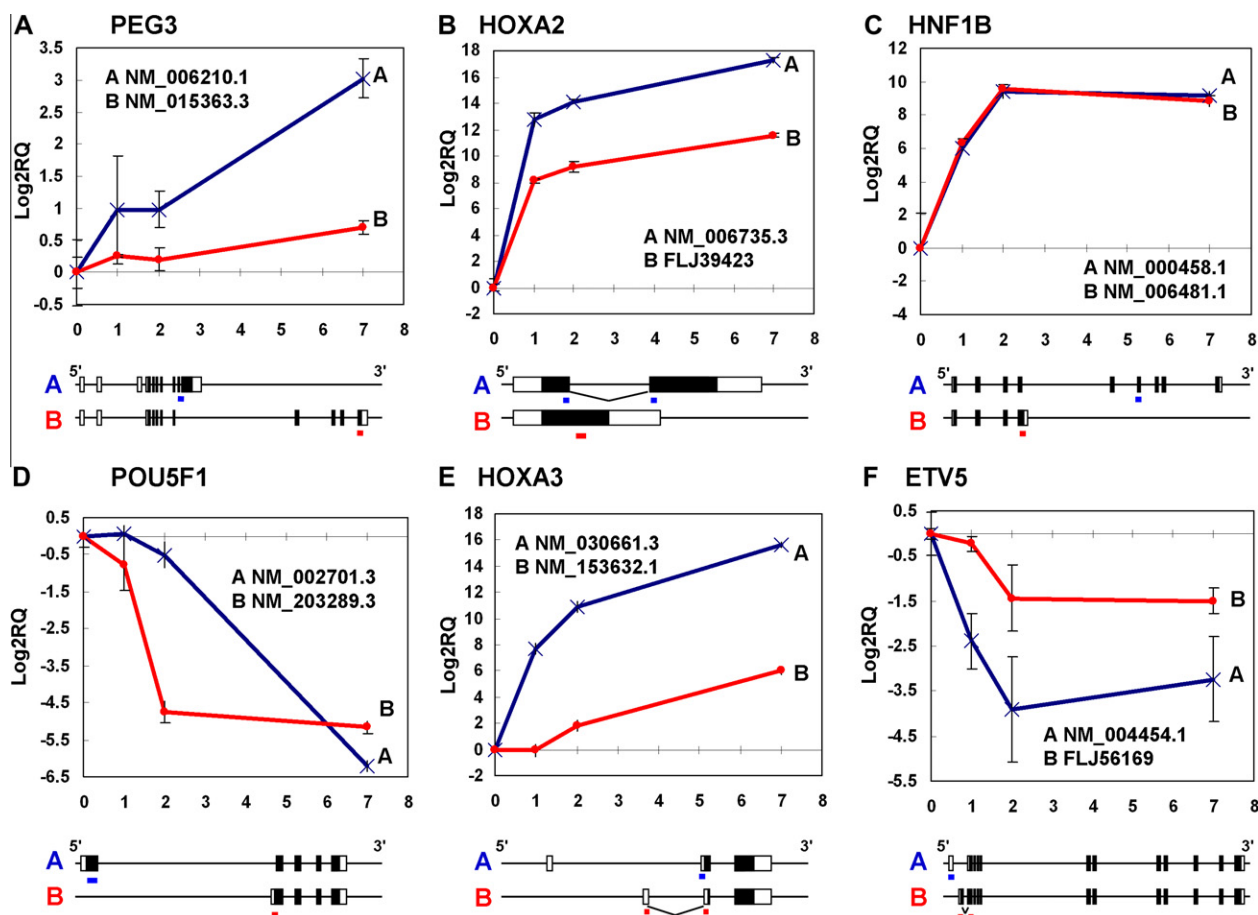 A PEG3
3.5
3
2.5
2
1.5
1
0.5
0
-0.5
Log2RQ
A NM_006210.1
B NM_015363.3
A
B
0 1 2 3 4 5 6 7 8
5' 3'
A
B
B HOXA2
18
16
14
12
10
8
6
4
2
0
-2
Log2RQ
A
B
A NM_006735.3
B FLJ39423
0 1 2 3 4 5 6 7 8
5' 3'
A
B
C HNF1B
12
10
8
6
4
2
0
-2
-4
Log2RQ
A
B
A NM_000458.1
B NM_006481.1
0 1 2 3 4 5 6 7 8
5' 3'
A
B
D POU5F1
0.5
-0.5
-1.5
-2.5
-3.5
-4.5
-5.5
-6.5
Log2RQ
A NM_002701.3
B NM_203289.3
B
A
0 1 2 3 4 5 6 7 8
5' 3'
A
B
E HOXA3
18
16
14
12
10
8
6
4
2
0
-2
Log2RQ
A NM_030661.3
B NM_153632.1
A
B
0 1 2 3 4 5 6 7 8
5' 3'
A
B
F ETV5
0.5
-0.5
-1.5
-2.5
-3.5
-4.5
-5.5
Log2RQ
B
A
A NM_004454.1
B FLJ56169
0 1 2 3 4 5 6 7 8
5' 3'
A
B